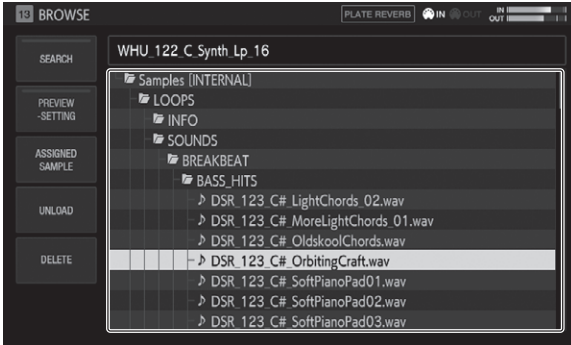 13 BROWSE
PLATE REVERB IN OUT IN
OUT
SEARCH
PREVIEW
-SETTING
ASSIGNED
SAMPLE
UNLOAD
DELETE
WHU_122_C_Synth_Lp_16
Samples [INTERNAL]
LOOPS
INFO
SOUNDS
BREAKBEAT
BASS_HITS
DSR_123_C#_LightChords_02.wav
DSR_123_C#_MoreLightChords_01.wav
DSR_123_C#_OldskoolChords.wav
DSR_123_C#_OrbitingCraft.wav
DSR_123_C#_SoftPianoPad01.wav
DSR_123_C#_SoftPianoPad02.wav
DSR_123_C#_SoftPianoPad03.wav